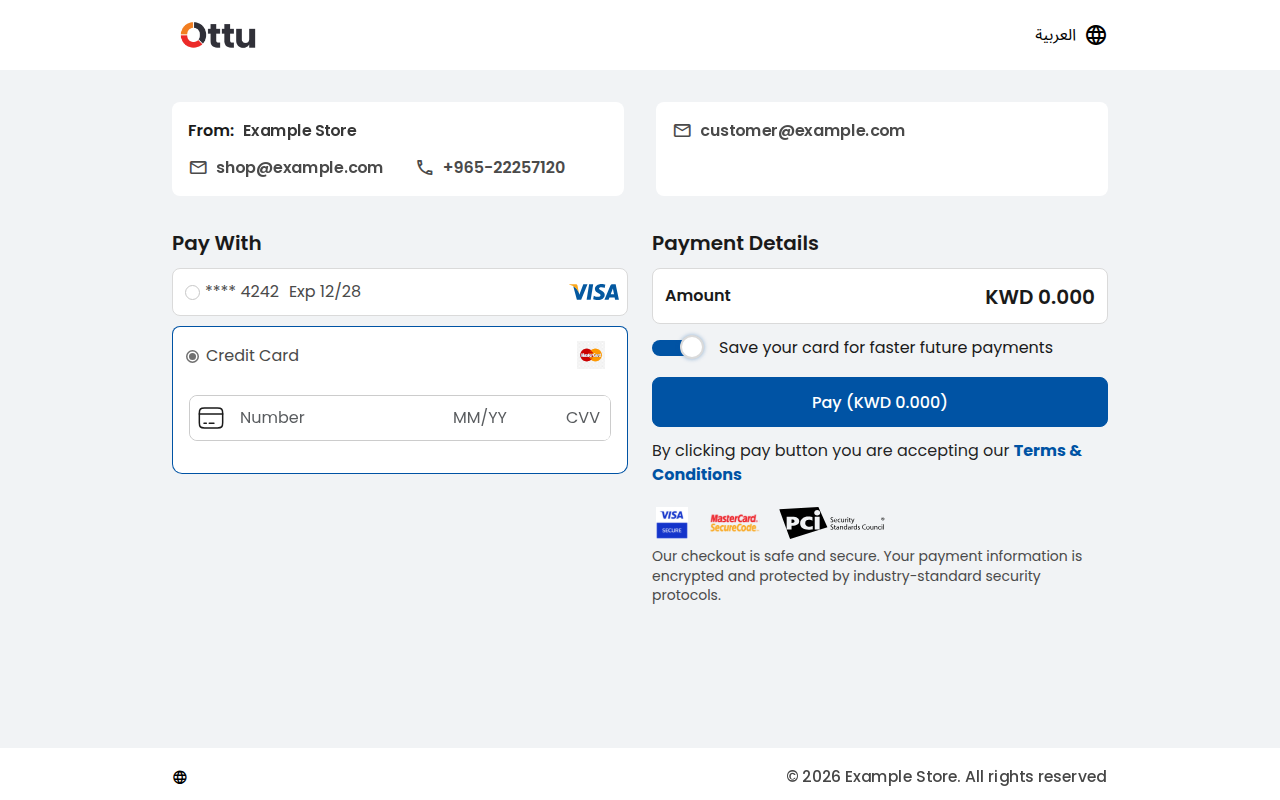 Ottu
العربية
From: Example Store
shop@example.com
+965-22257120
customer@example.com
Pay With
**** 4242 Exp 12/28
VISA
Credit Card
MasterCard
Number
MM/YY
CVV
Payment Details
Amount
KWD 0.000
Save your card for faster future payments
Pay (KWD 0.000)
By clicking pay button you are accepting our Terms &
Conditions
VISA
SECURE
MasterCard.
SecureCode.
PCI
Security
Standards Council
Our checkout is safe and secure. Your payment information is
encrypted and protected by industry-standard security
protocols.
© 2026 Example Store. All rights reserved